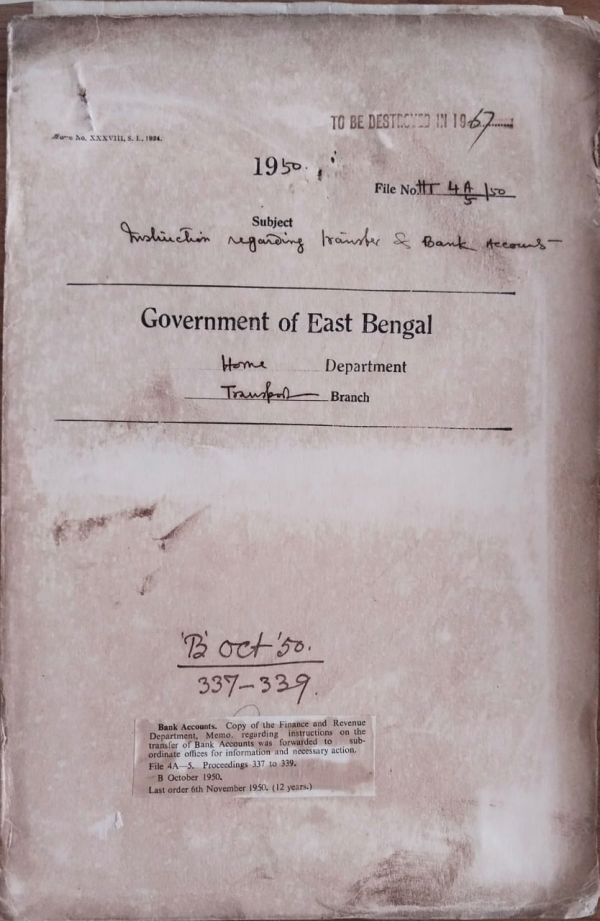 TO BE DESTROYED IN 1967
No. XXXVIII, S. I., 1924.
1950.
File No. HT 4A/5/50
Subject
Instruction regarding transfer of Bank Accounts
Government of East Bengal
Home Department
Transport Branch
'B' Oct '50.
337-339.
Bank Accounts. Copy of the Finance and Revenue
Department, Memo. regarding instructions on the
transfer of Bank Accounts was forwarded to sub-
ordinate offices for information and necessary action.
File 4A—5. Proceedings 337 to 339.
B October 1950.
Last order 6th November 1950. (12 years.)